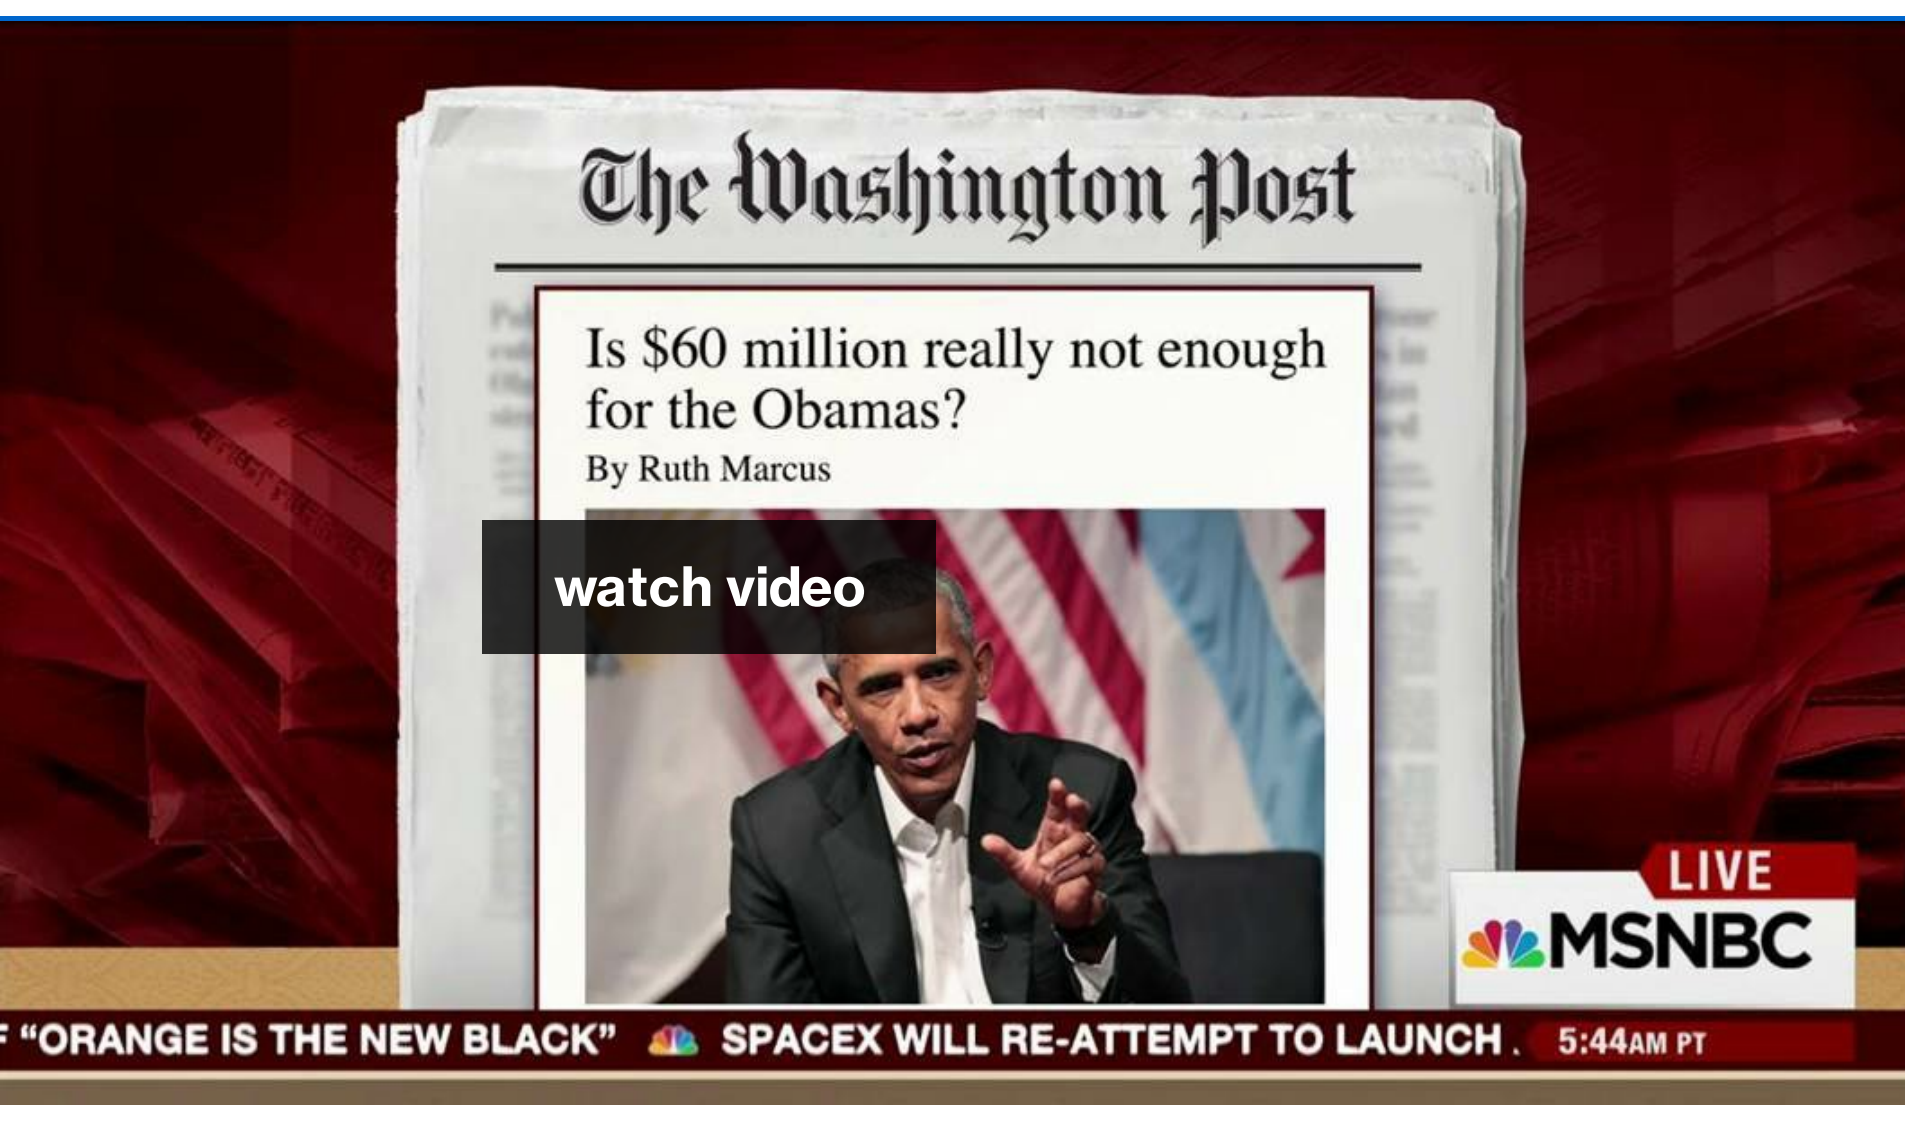 The Washington Post
Is $60 million really not enough
for the Obamas?
By Ruth Marcus
watch video
LIVE
MSNBC
"ORANGE IS THE NEW BLACK" SPACEX WILL RE-ATTEMPT TO LAUNCH . 5:44AM PT